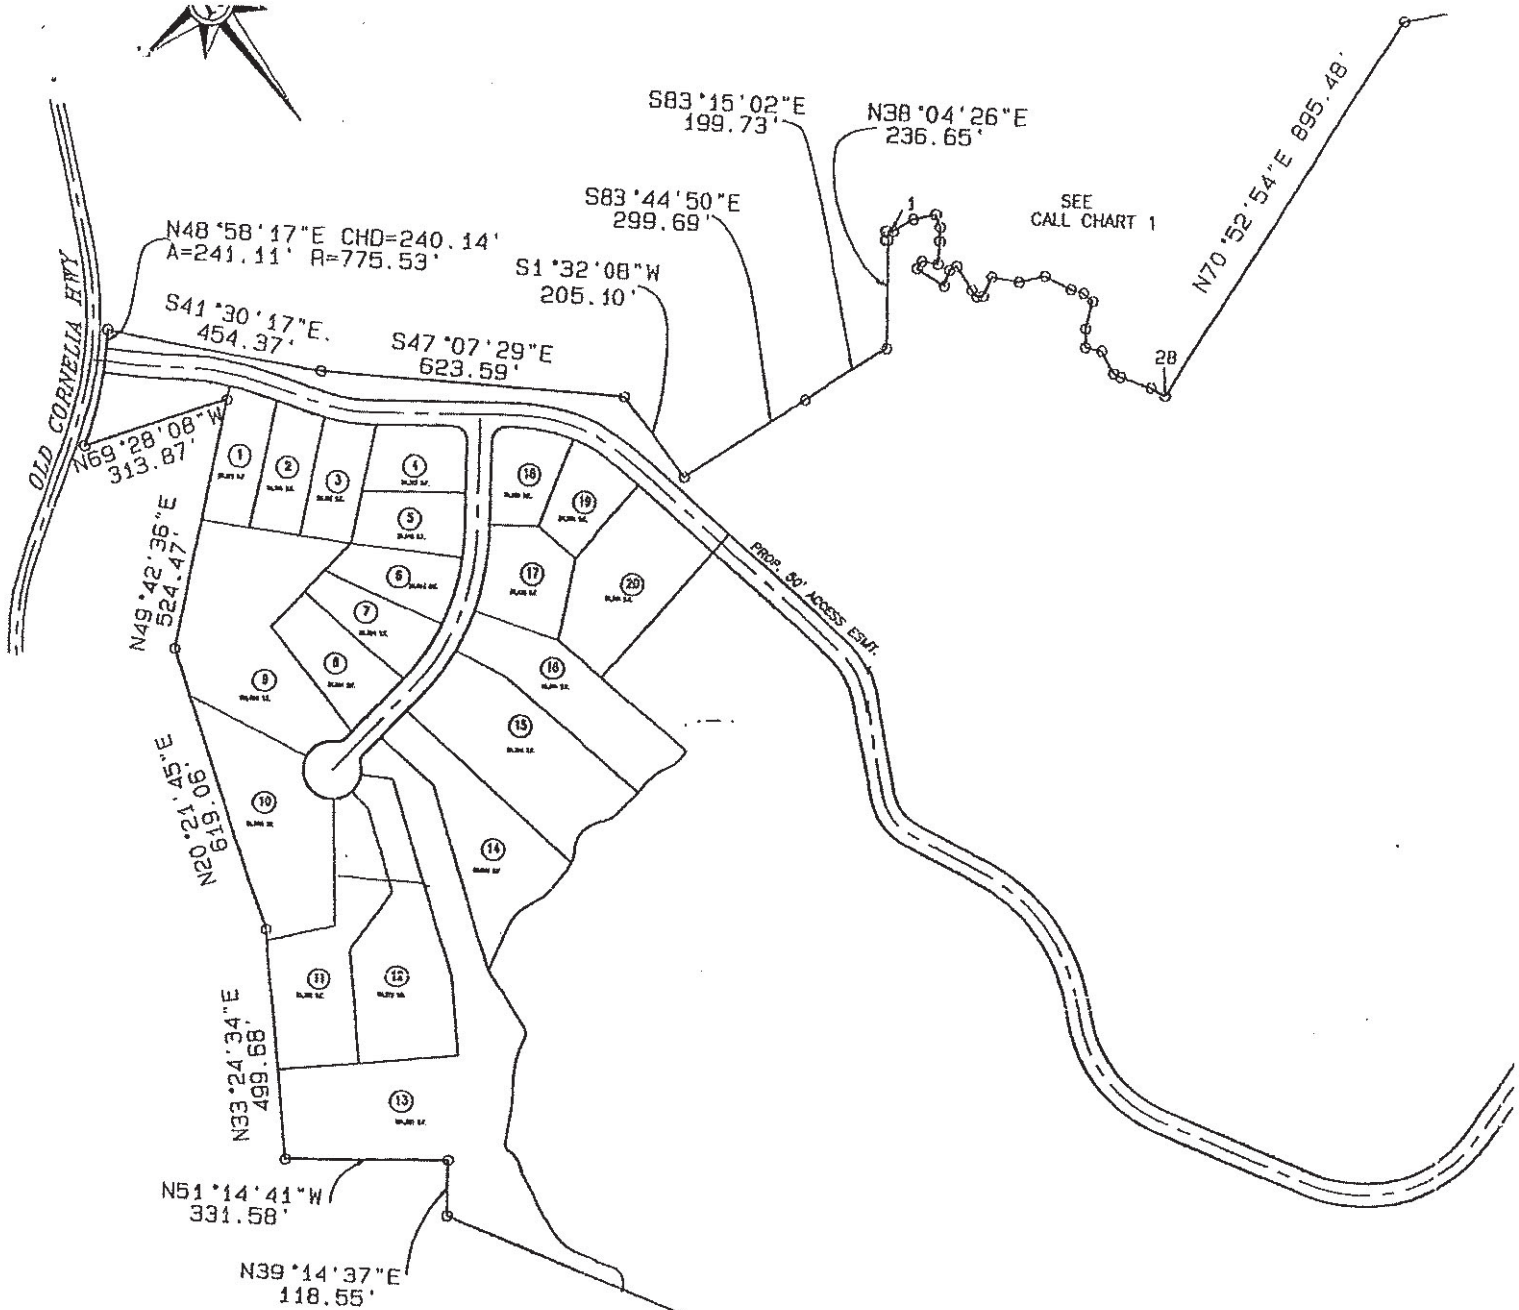 S83°15'02"E
199.73'
N38°04'26"E
236.65'
N70°52'54"E 895.48'
S83°44'50"E
299.69'
1
SEE
CALL CHART 1
N48°58'17"E CHD=240.14'
A=241.11' R=775.53'
S1°32'08"W
205.10'
OLD CORNELIA HWY
S41°30'17"E.
454.37'
S47°07'29"E
623.59'
28
N69°28'08"W
313.87'
1
2
3
4
5
18
19
N49°42'36"E
524.47'
PROP. 50' ACCESS ESMT.
6
17
20
7
8
16
9
15
N20°21'45"E
619.06'
10
14
11
12
N33°24'34"E
499.68'
13
N51°14'41"W
331.58'
N39°14'37"E
118.55'